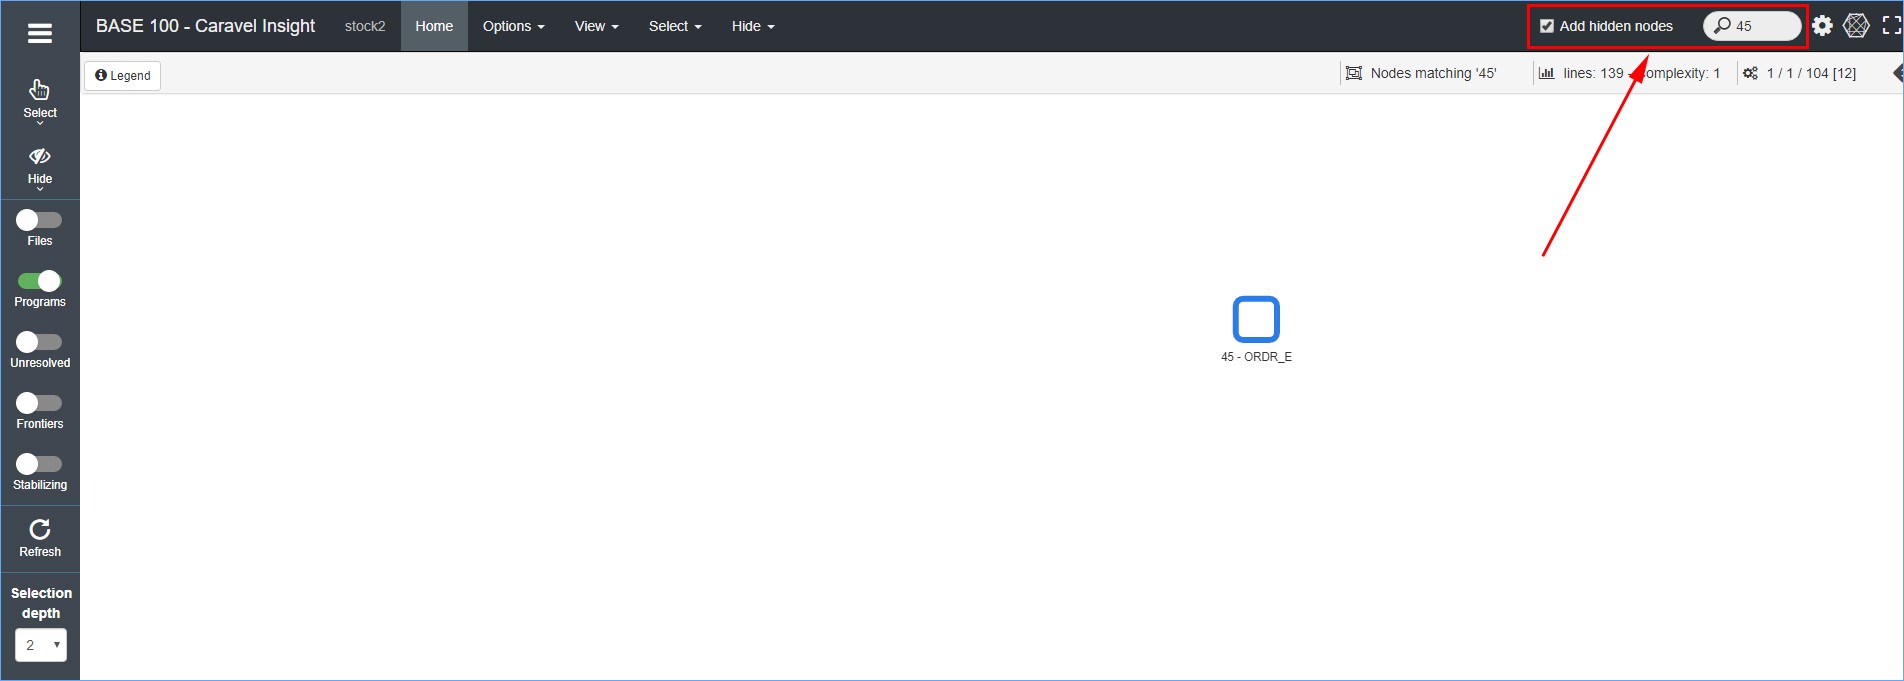 BASE 100 - Caravel Insight stock2 Home Options View Select Hide Add hidden nodes 45
Legend Nodes matching '45' lines: 139 - omplexity: 1 1 / 1 / 104 [12]
Select
Hide
Files
Programs
Unresolved
Frontiers
Stabilizing
Refresh
Selection
depth
2
45 - ORDR_E